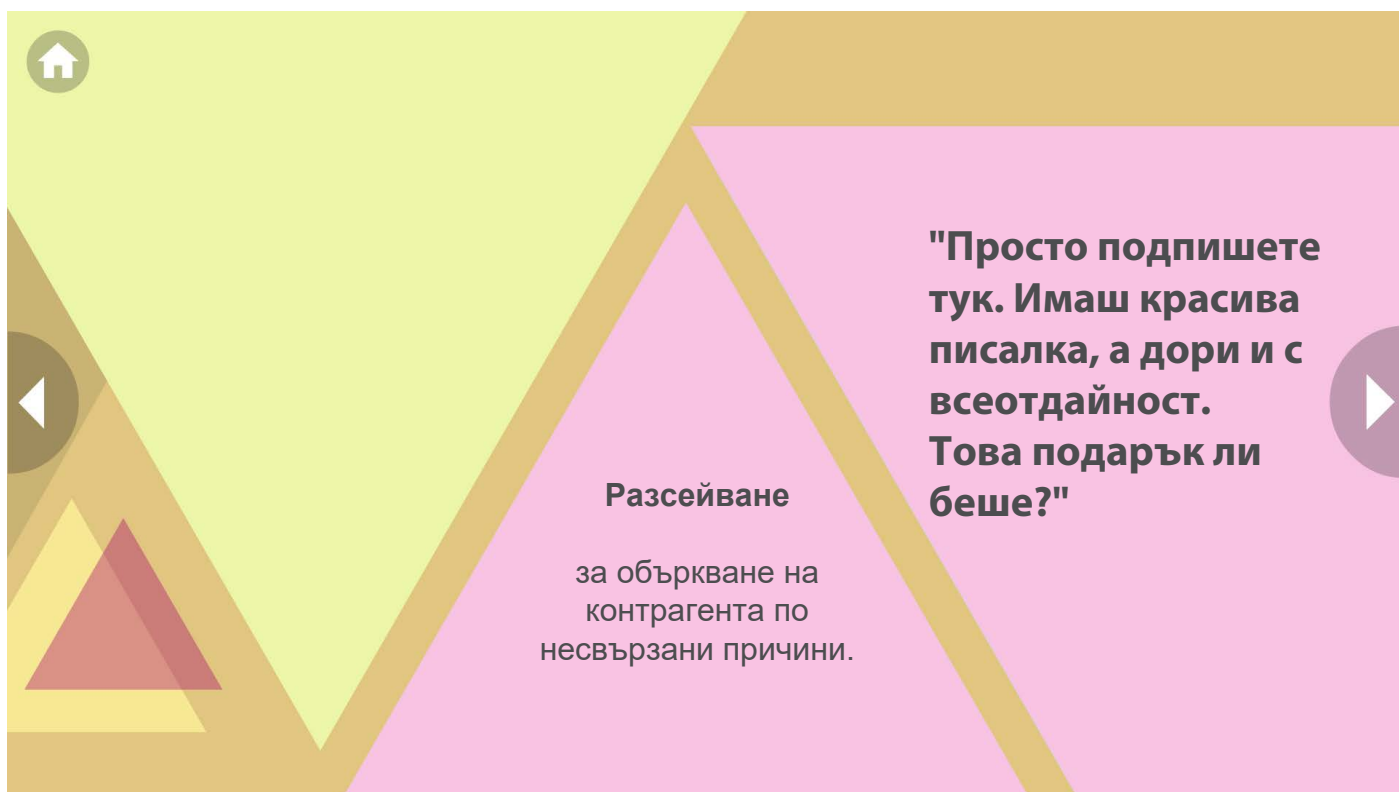 Разсейване
за объркване на
контрагента по
несвързани причини.
"Просто подпишете
тук. Имаш красива
писалка, а дори и с
всеотдайност.
Това подарък ли
беше?"